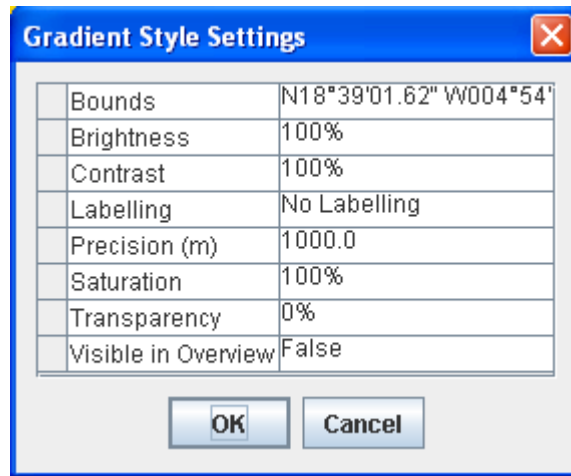 Gradient Style Settings
Bounds N18°39'01.62" W004°54'
Brightness 100%
Contrast 100%
Labelling No Labelling
Precision (m) 1000.0
Saturation 100%
Transparency 0%
Visible in Overview False
OK Cancel